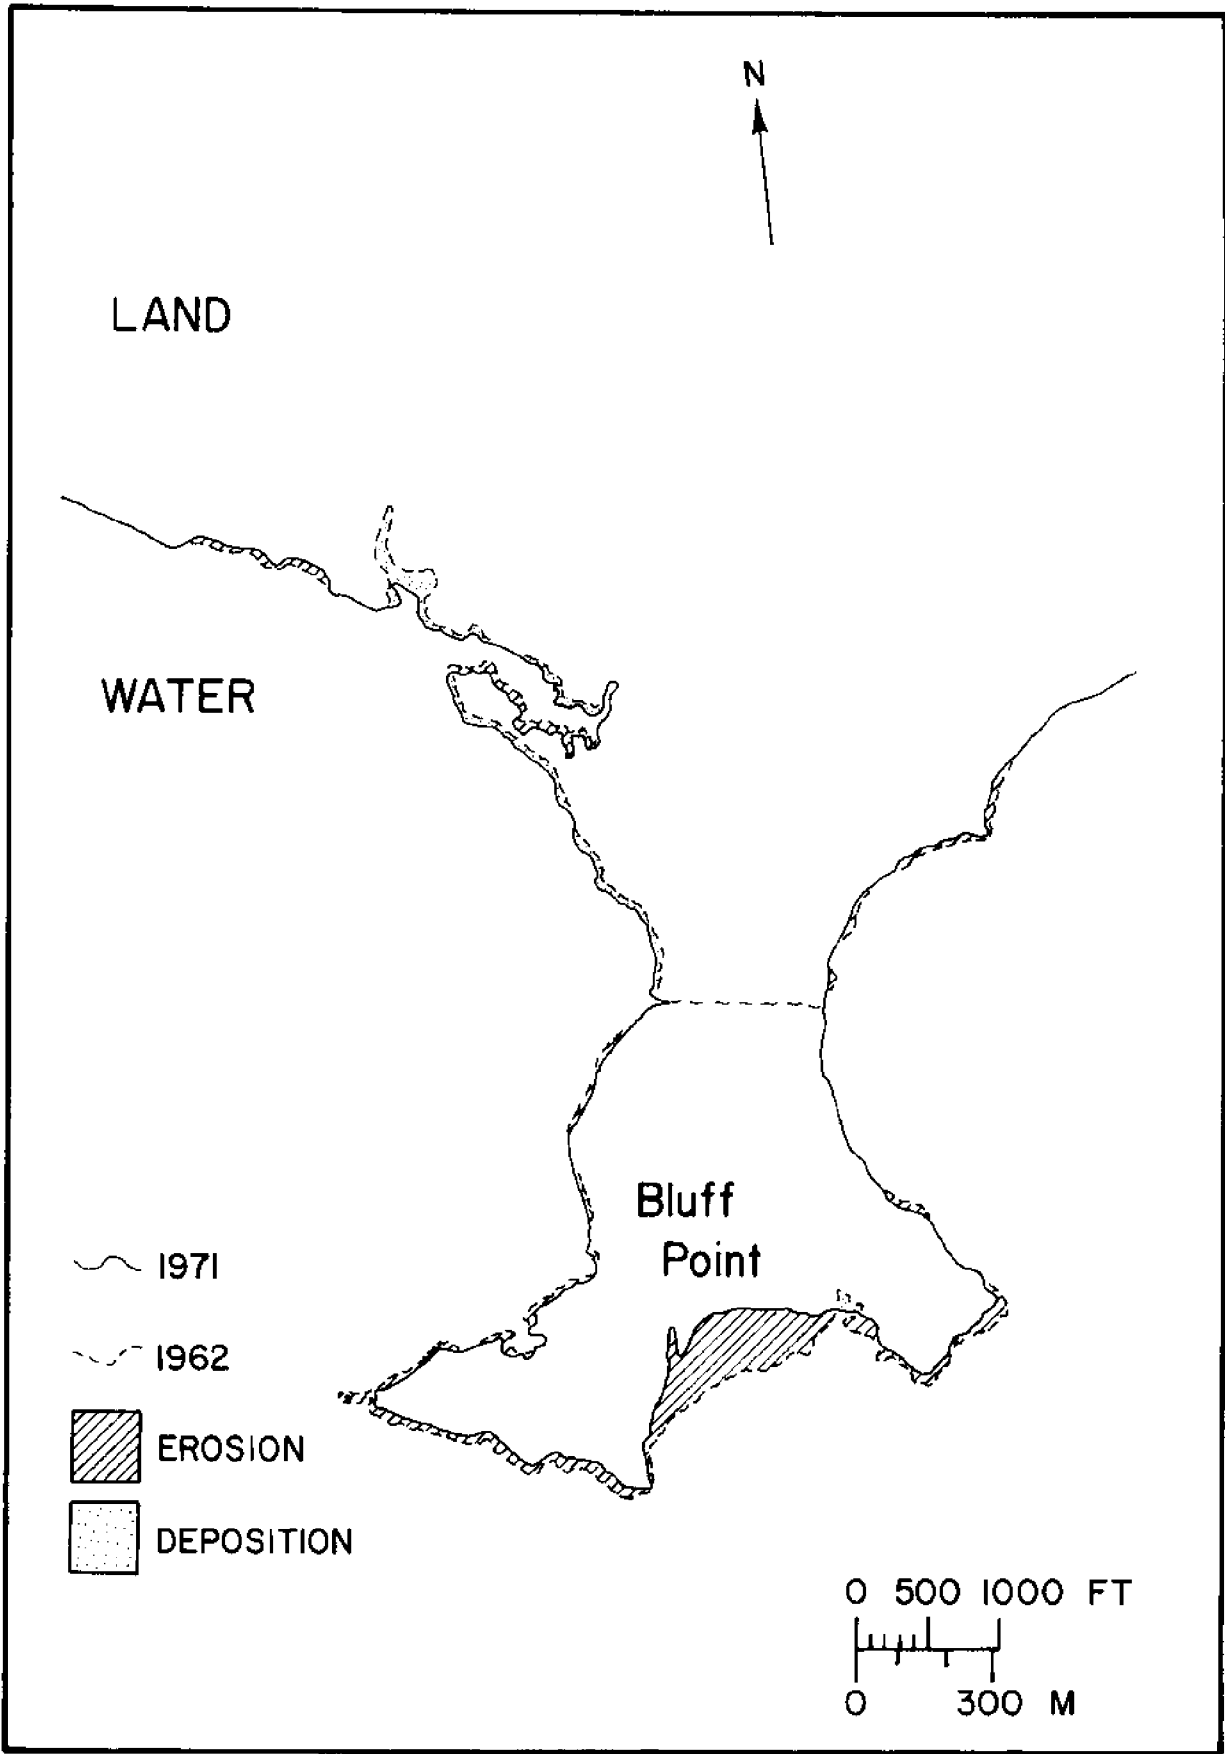 N
LAND
WATER
Bluff
Point
1971
1962
EROSION
DEPOSITION
0 500 1000 FT
0 300 M